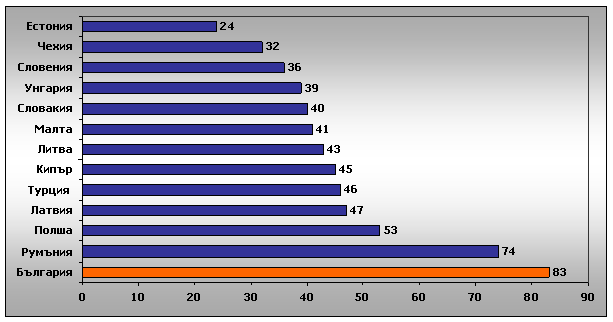 Естония 24
Чехия 32
Словения 36
Унгария 39
Словакия 40
Малта 41
Литва 43
Кипър 45
Турция 46
Латвия 47
Полша 53
Румъния 74
България 83
0 10 20 30 40 50 60 70 80 90